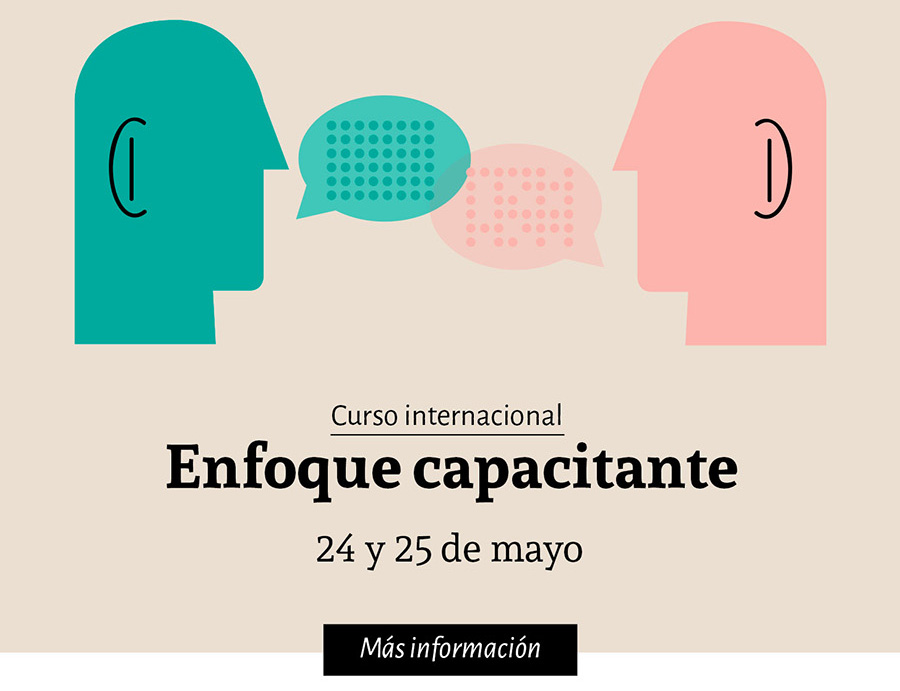 Curso internacional
Enfoque capacitante
24 y 25 de mayo
Más información